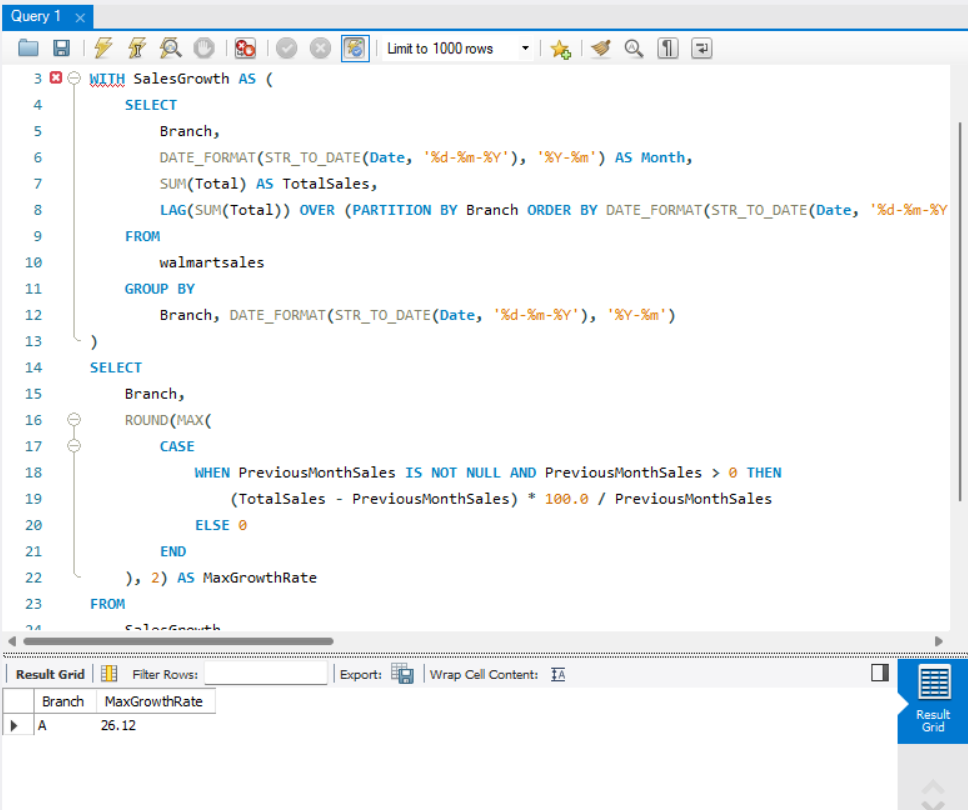 Query 1
Limit to 1000 rows
3 WITH SalesGrowth AS (
4 SELECT
5 Branch,
6 DATE_FORMAT(STR_TO_DATE(Date, '%d-%m-%Y'), '%Y-%m') AS Month,
7 SUM(Total) AS TotalSales,
8 LAG(SUM(Total)) OVER (PARTITION BY Branch ORDER BY DATE_FORMAT(STR_TO_DATE(Date, '%d-%m-%Y
9 FROM
10 walmartsales
11 GROUP BY
12 Branch, DATE_FORMAT(STR_TO_DATE(Date, '%d-%m-%Y'), '%Y-%m')
13 )
14 SELECT
15 Branch,
16 ROUND(MAX(
17 CASE
18 WHEN PreviousMonthSales IS NOT NULL AND PreviousMonthSales > 0 THEN
19 (TotalSales - PreviousMonthSales) * 100.0 / PreviousMonthSales
20 ELSE 0
21 END
22 ), 2) AS MaxGrowthRate
23 FROM
24 SalesGrowth
Result Grid Filter Rows: Export: Wrap Cell Content:
Branch MaxGrowthRate
A 26.12
Result
Grid